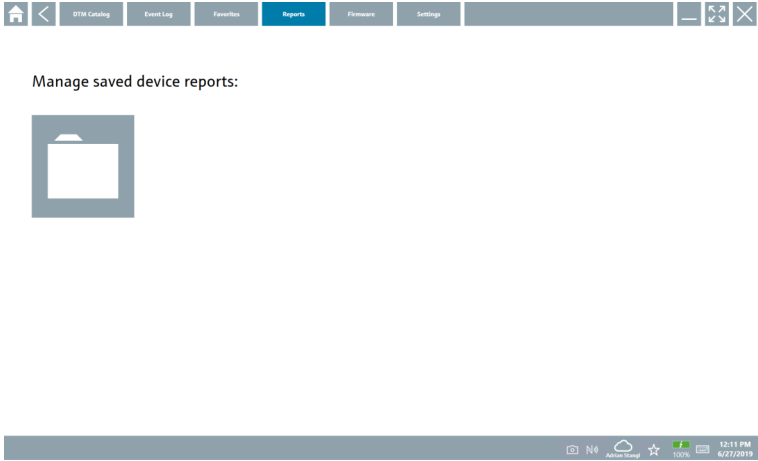 DTM Catalog
Event Log
Favorites
Reports
Firmware
Settings
Manage saved device reports:
Adrian Stangl
100%
12:11 PM
6/27/2019